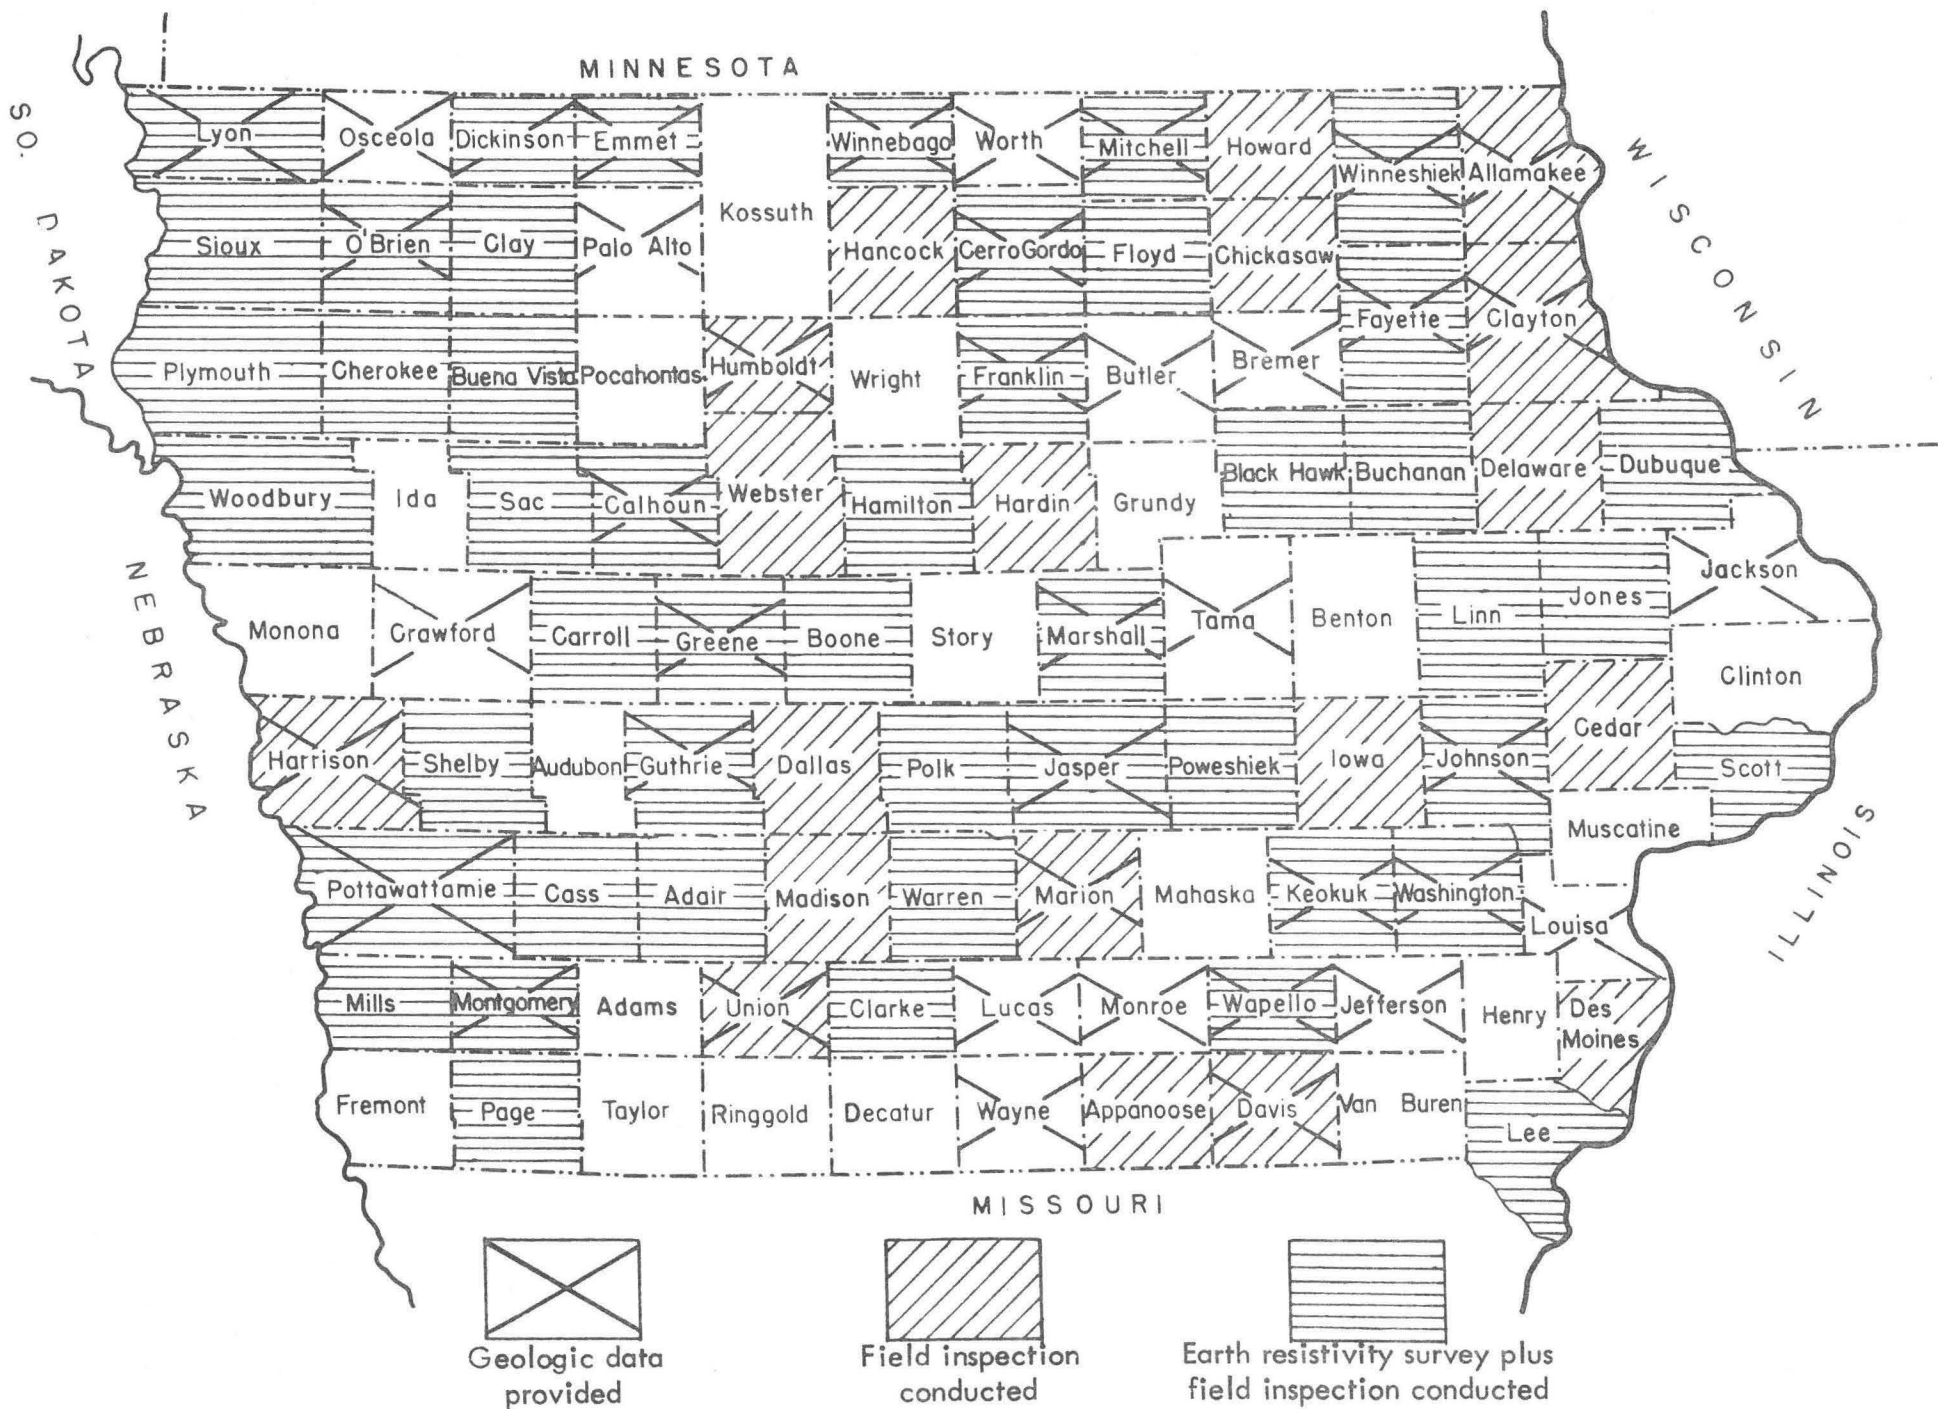 MINNESOTA
SO. DAKOTA
WISCONSIN
NEBRASKA
ILLINOIS
Lyon
Osceola
Dickinson
Emmet
Winnebago
Worth
Mitchell
Howard
Winneshiek
Allamakee
Kossuth
Sioux
O'Brien
Clay
Palo Alto
Hancock
Cerro Gordo
Floyd
Chickasaw
Fayette
Clayton
Plymouth
Cherokee
Buena Vista
Pocahontas
Humboldt
Wright
Franklin
Butler
Bremer
Woodbury
Ida
Sac
Calhoun
Webster
Hamilton
Hardin
Grundy
Black Hawk
Buchanan
Delaware
Dubuque
Monona
Crawford
Carroll
Greene
Boone
Story
Marshall
Tama
Benton
Linn
Jones
Jackson
Clinton
Harrison
Shelby
Audubon
Guthrie
Dallas
Polk
Jasper
Poweshiek
Iowa
Johnson
Cedar
Scott
Muscatine
Pottawattamie
Cass
Adair
Madison
Warren
Marion
Mahaska
Keokuk
Washington
Louisa
Mills
Montgomery
Adams
Union
Clarke
Lucas
Monroe
Wapello
Jefferson
Henry
Des
Moines
Fremont
Page
Taylor
Ringgold
Decatur
Wayne
Appanoose
Davis
Van Buren
Lee
MISSOURI
Geologic data
provided
Field inspection
conducted
Earth resistivity survey plus
field inspection conducted